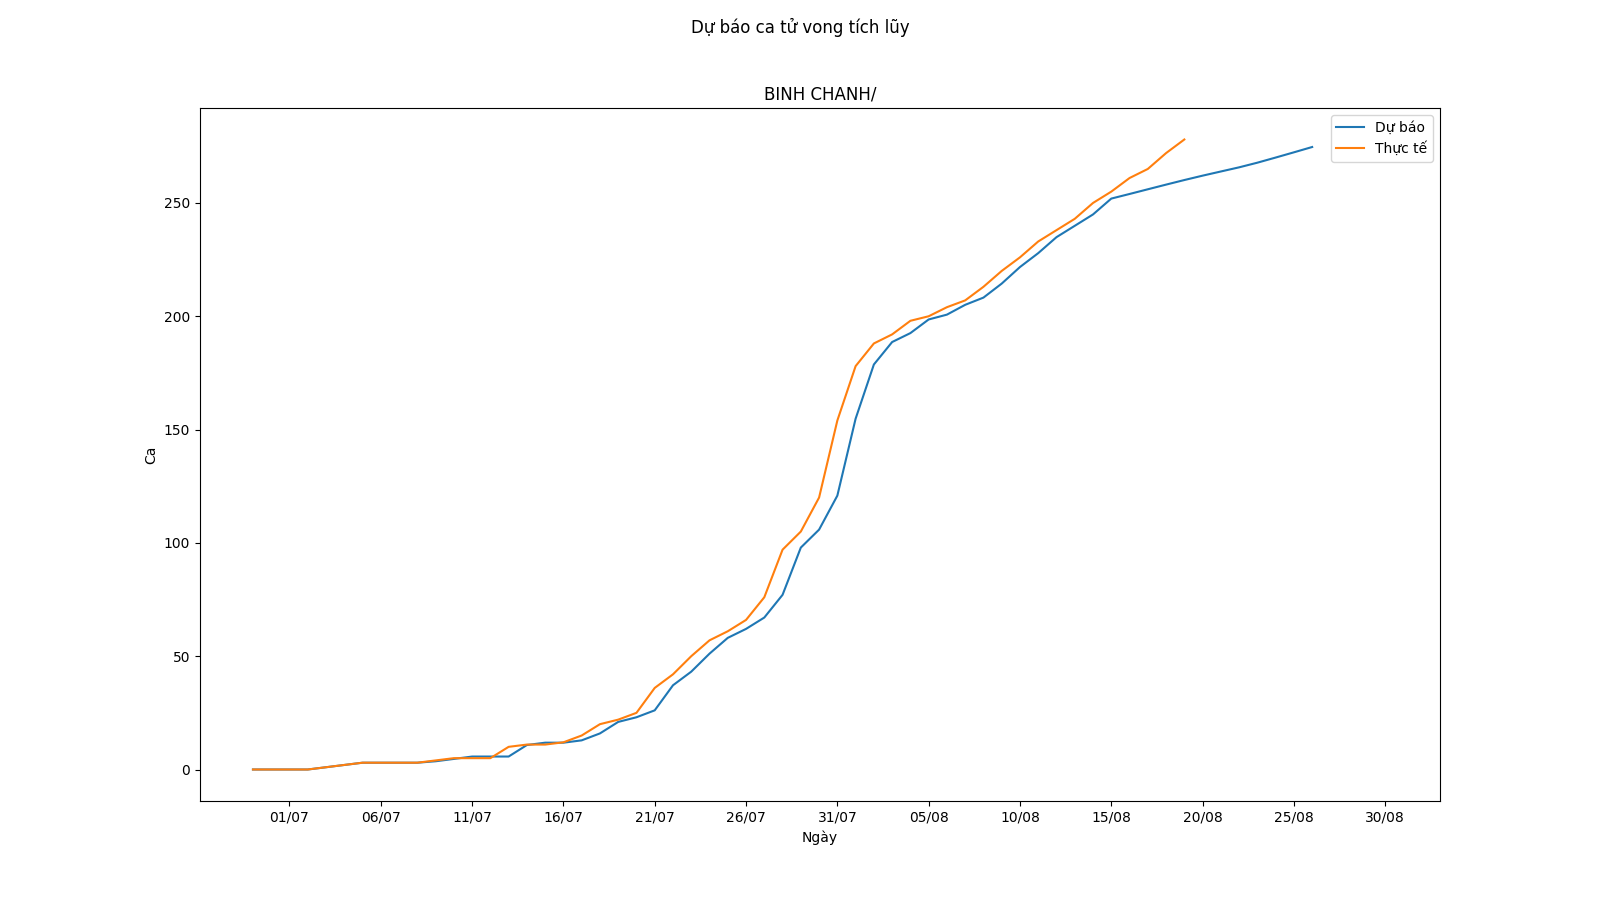 Dự báo ca tử vong tích lũy
BINH CHANH/
Dự báo
Thực tế
Ca
250
200
150
100
50
0
01/07 06/07 11/07 16/07 21/07 26/07 31/07 05/08 10/08 15/08 20/08 25/08 30/08
Ngày